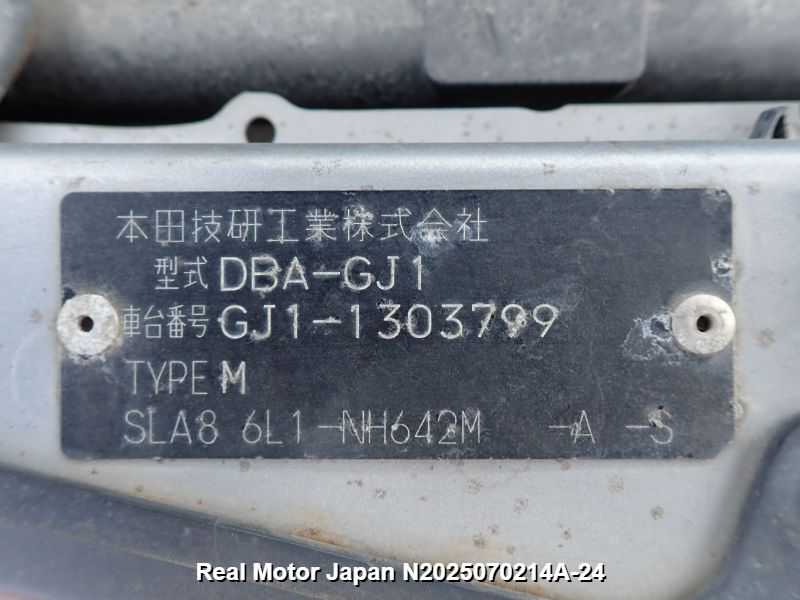 本田技研工業株式会社
型式 DBA-GJ1
車台番号 GJ1-1303799
TYPE M
SLA8 6L1-NH642M -A -S
Real Motor Japan N2025070214A-24